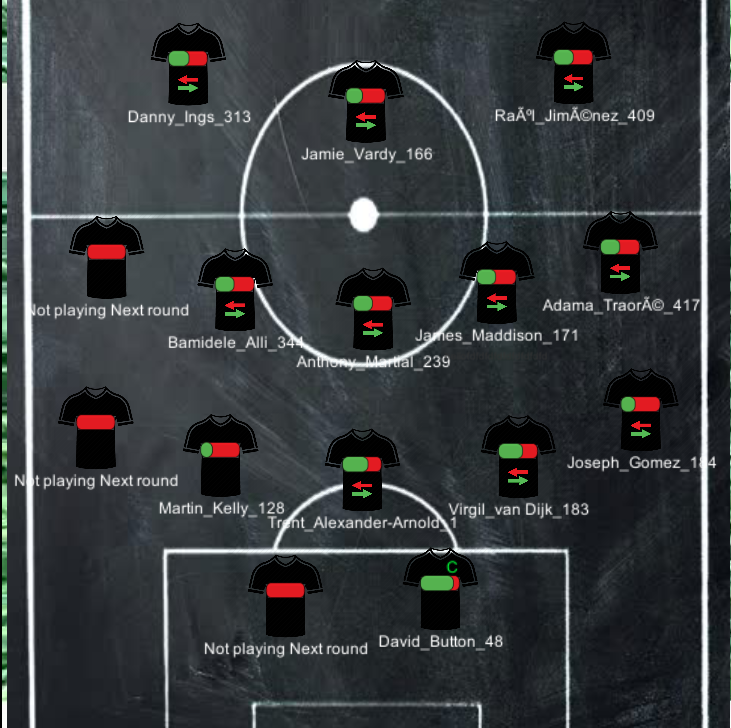 Danny_Ings_313
RaÃºl_JimÃ©nez_409
Jamie_Vardy_166
Not playing Next round
Adama_TraorÃ©_417
Bamidele_Alli_344
James_Maddison_171
Anthony_Martial_239
Joseph_Gomez_184
Not playing Next round
Martin_Kelly_128
Virgil_van Dijk_183
Trent_Alexander-Arnold_1
C
Not playing Next round
David_Button_48